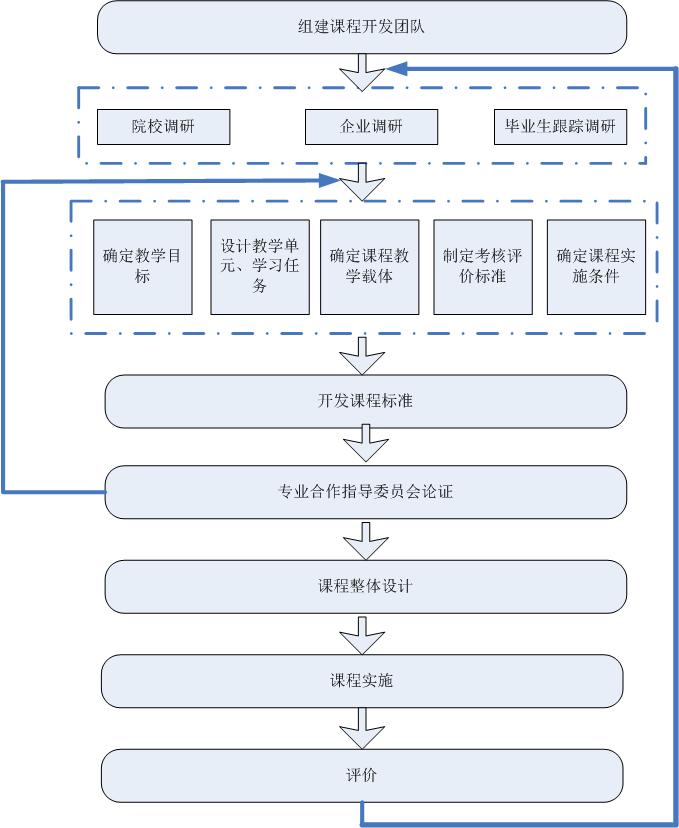 组建课程开发团队
院校调研
企业调研
毕业生跟踪调研
确定教学目
标
设计教学单
元、学习任
务
确定课程教
学载体
制定考核评
价标准
确定课程实
施条件
开发课程标准
专业合作指导委员会论证
课程整体设计
课程实施
评价